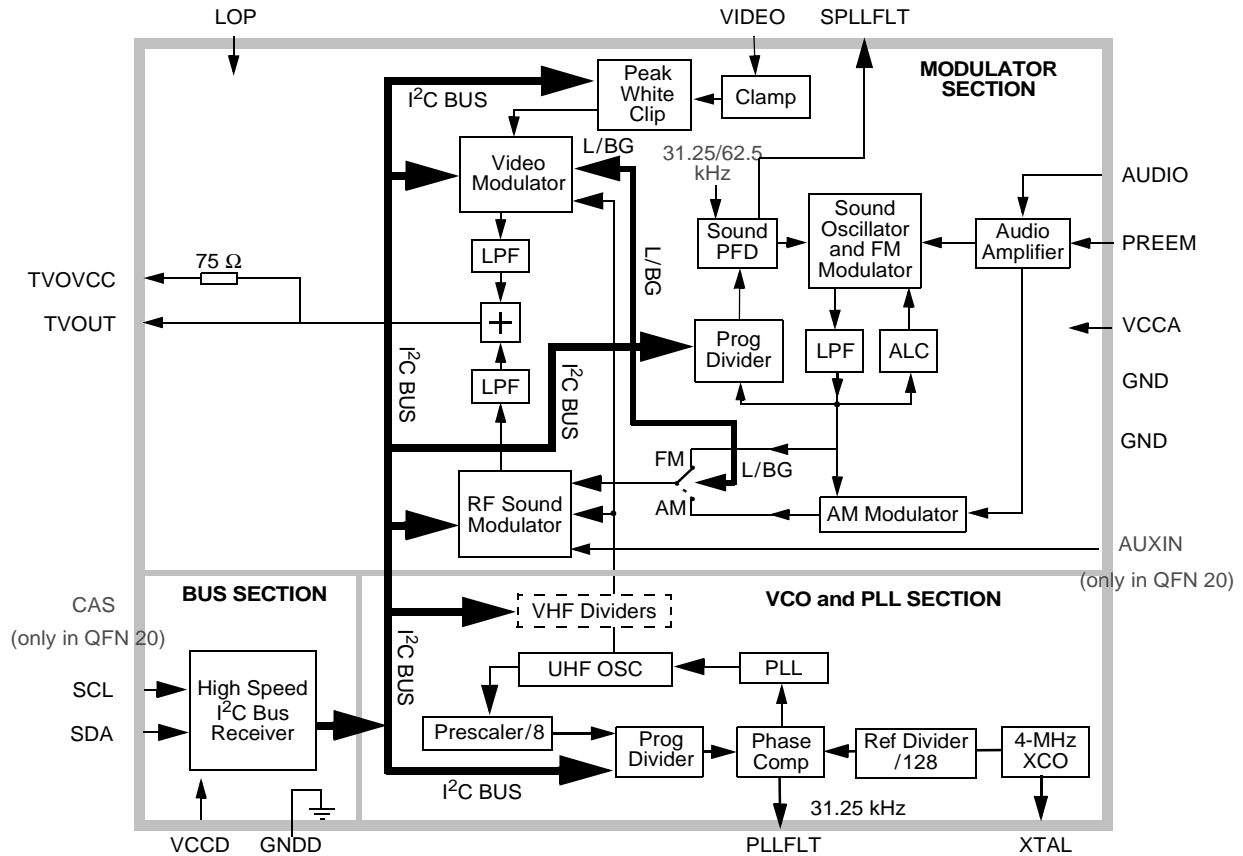 LOP
VIDEO
SPLLFLT
MODULATOR
SECTION
Peak
White
Clip
Clamp
I²C BUS
L/BG
31.25/62.5
kHz
Video
Modulator
AUDIO
Sound
PFD
Sound
Osillator
and FM
Modulator
Audio
Amplifier
PREEM
LPF
L/BG
75 Ω
TVOVCC
TVOUT
+
VCCA
Prog
Divider
LPF
ALC
I²C BUS
I²C BUS
LPF
GND
GND
FM
L/BG
AM
RF Sound
Modulator
AM Modulator
AUXIN
(only in QFN 20)
BUS SECTION
VCO and PLL SECTION
CAS
(only in QFN 20)
VHF Dividers
I²C BUS
UHF OSC
PLL
SCL
SDA
High Speed
I²C Bus
Receiver
Prescaler/8
Prog
Divider
Phase
Comp
Ref Divider
/128
4-MHz
XCO
I²C BUS
31.25 kHz
VCCD
GNDD
PLLFLT
XTAL